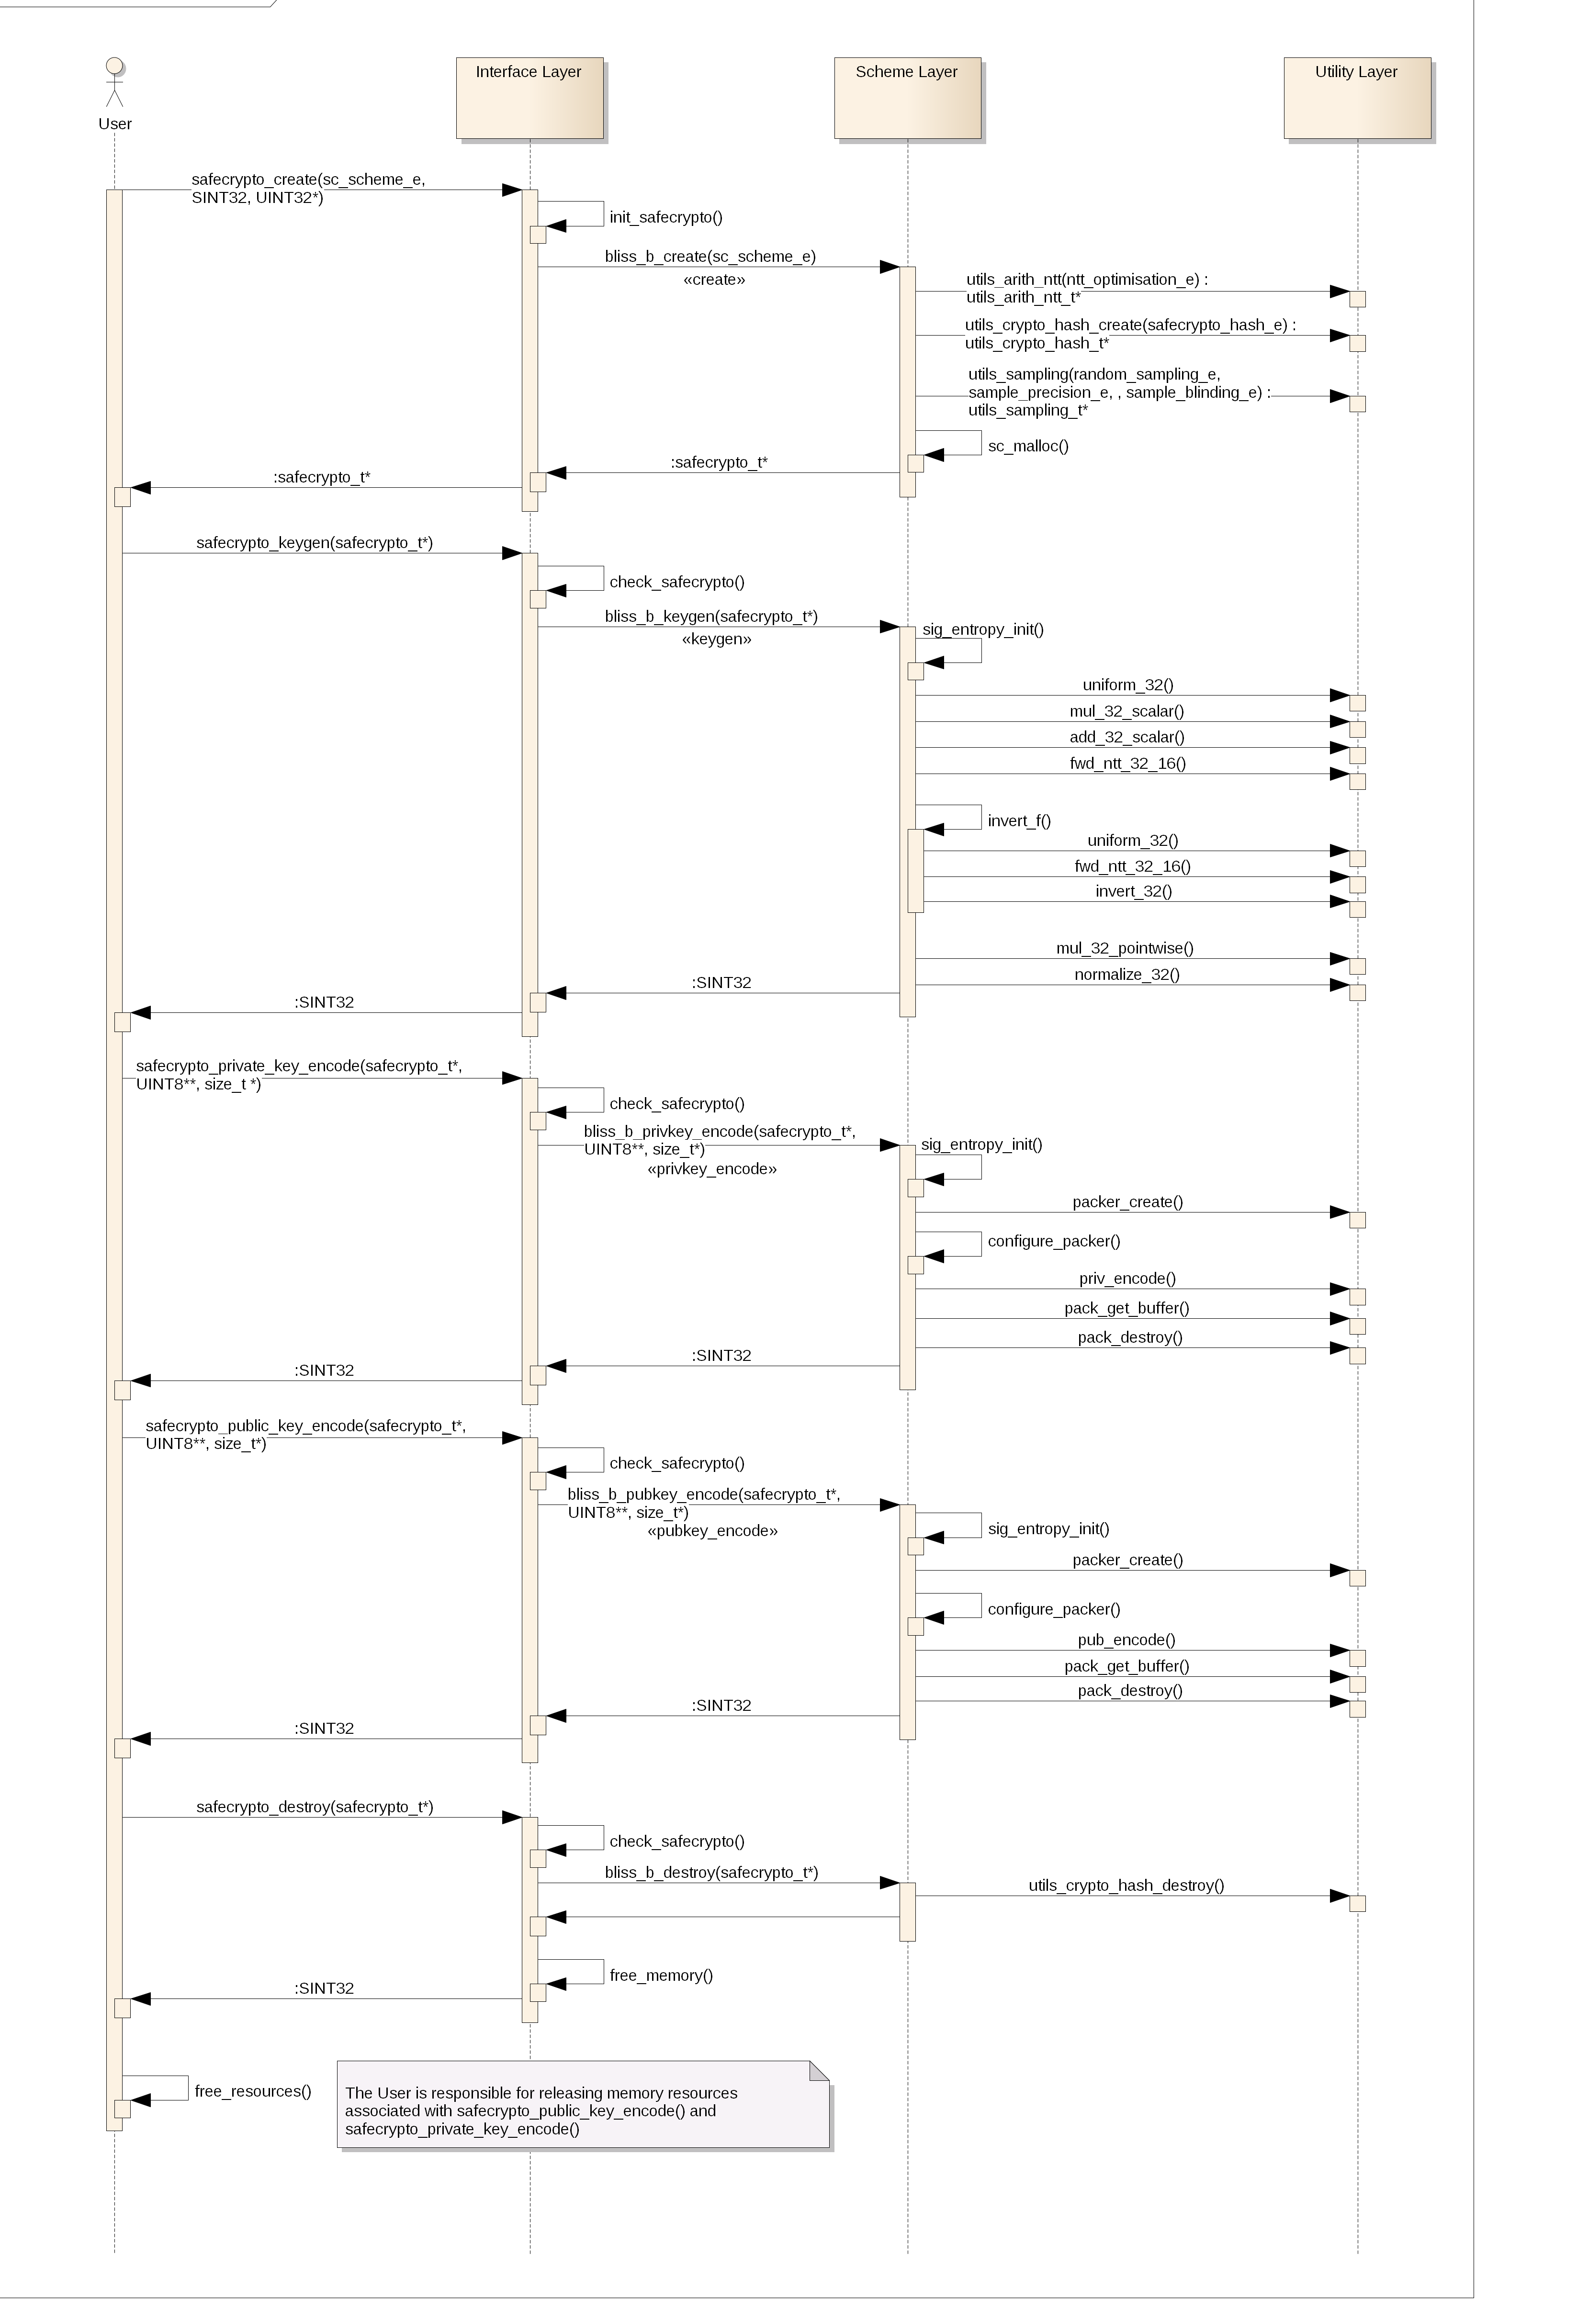 User
Interface Layer
Scheme Layer
Utility Layer
safecrypto_create(sc_scheme_e,
SINT32, UINT32*)
init_safecrypto()
bliss_b_create(sc_scheme_e)
«create»
utils_arith_ntt(ntt_optimisation_e) :
utils_arith_ntt_t*
utils_crypto_hash_create(safecrypto_hash_e) :
utils_crypto_hash_t*
utils_sampling(random_sampling_e,
sample_precision_e, , sample_blinding_e) :
utils_sampling_t*
sc_malloc()
:safecrypto_t*
:safecrypto_t*
safecrypto_keygen(safecrypto_t*)
check_safecrypto()
bliss_b_keygen(safecrypto_t*)
«keygen»
sig_entropy_init()
uniform_32()
mul_32_scalar()
add_32_scalar()
fwd_ntt_32_16()
invert_f()
uniform_32()
fwd_ntt_32_16()
invert_32()
mul_32_pointwise()
normalize_32()
:SINT32
:SINT32
safecrypto_private_key_encode(safecrypto_t*,
UINT8**, size_t *)
check_safecrypto()
bliss_b_privkey_encode(safecrypto_t*,
UINT8**, size_t*)
«privkey_encode»
sig_entropy_init()
packer_create()
configure_packer()
priv_encode()
pack_get_buffer()
pack_destroy()
:SINT32
:SINT32
safecrypto_public_key_encode(safecrypto_t*,
UINT8**, size_t*)
check_safecrypto()
bliss_b_pubkey_encode(safecrypto_t*,
UINT8**, size_t*)
«pubkey_encode»
sig_entropy_init()
packer_create()
configure_packer()
pub_encode()
pack_get_buffer()
pack_destroy()
:SINT32
:SINT32
safecrypto_destroy(safecrypto_t*)
check_safecrypto()
bliss_b_destroy(safecrypto_t*)
utils_crypto_hash_destroy()
free_memory()
:SINT32
free_resources()
The User is responsible for releasing memory resources
associated with safecrypto_public_key_encode() and
safecrypto_private_key_encode()